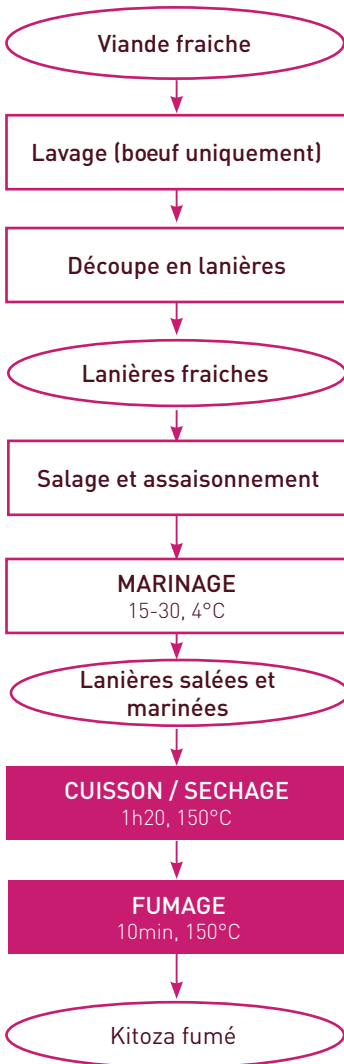 Viande fraiche
Lavage (boeuf uniquement)
Découpe en lanières
Lanières fraiches
Salage et assaisonnement
MARINAGE
15-30, 4°C
Lanières salées et
marinées
CUISSON / SECHAGE
1h20, 150°C
FUMAGE
10min, 150°C
Kitoza fumé